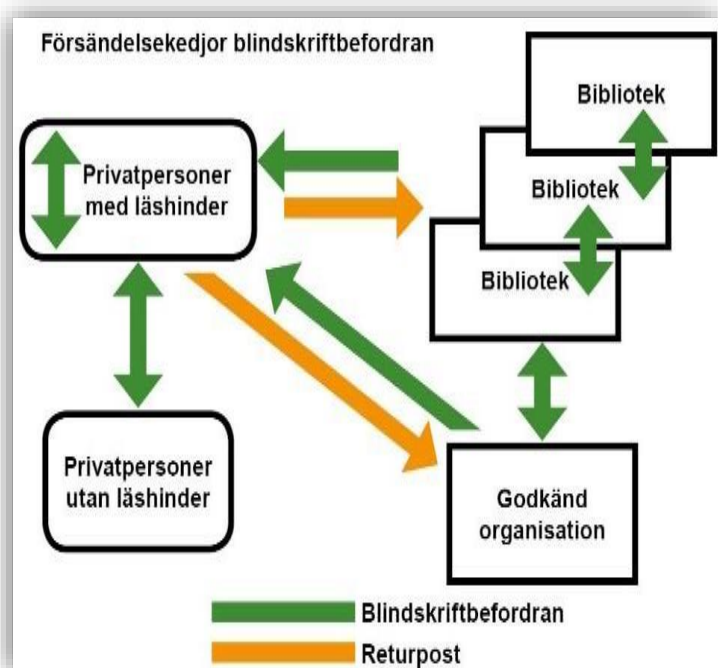 Försändelsekedjor blindskriftbefordran
Bibliotek
Privatpersoner
med läshinder
Bibliotek
Bibliotek
Privatpersoner
utan läshinder
Godkänd
organisation
Blindskriftbefordran
Returpost